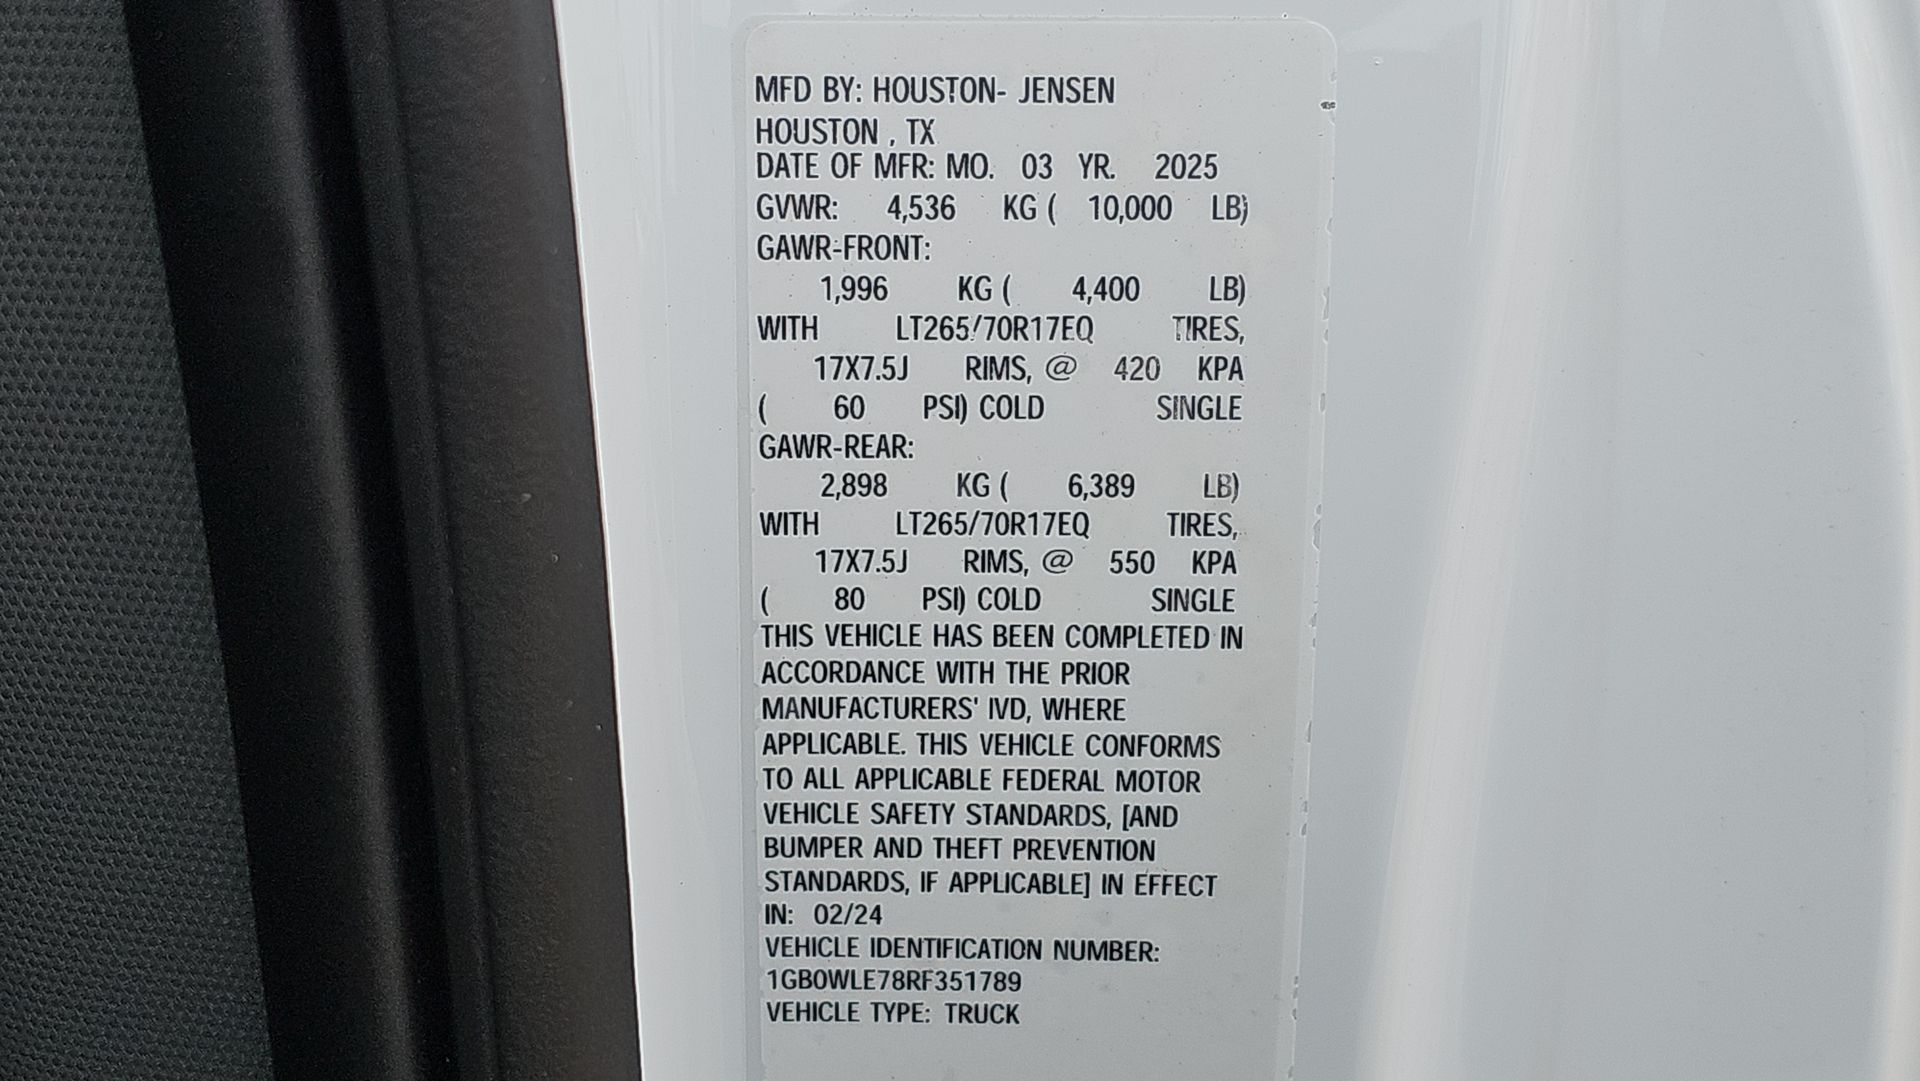 MFD BY: HOUSTON- JENSEN
HOUSTON , TX
DATE OF MFR: MO. 03 YR. 2025
GVWR: 4,536 KG ( 10,000 LB)
GAWR-FRONT:
1,996 KG ( 4,400 LB)
WITH LT265/70R17EQ TIRES,
17X7.5J RIMS, @ 420 KPA
( 60 PSI) COLD SINGLE
GAWR-REAR:
2,898 KG ( 6,389 LB)
WITH LT265/70R17EQ TIRES,
17X7.5J RIMS, @ 550 KPA
( 80 PSI) COLD SINGLE
THIS VEHICLE HAS BEEN COMPLETED IN
ACCORDANCE WITH THE PRIOR
MANUFACTURERS' IVD, WHERE
APPLICABLE. THIS VEHICLE CONFORMS
TO ALL APPLICABLE FEDERAL MOTOR
VEHICLE SAFETY STANDARDS, [AND
BUMPER AND THEFT PREVENTION
STANDARDS, IF APPLICABLE] IN EFFECT
IN: 02/24
VEHICLE IDENTIFICATION NUMBER:
1GB0WLE78RF351789
VEHICLE TYPE: TRUCK